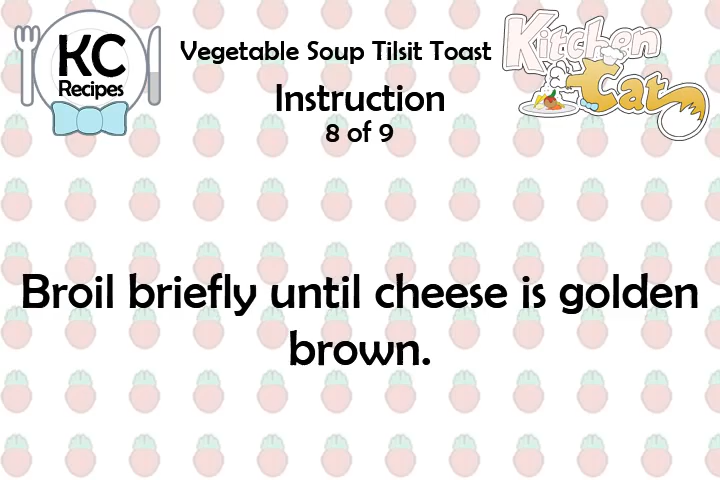 KC
Recipes
Vegetable Soup Tilsit Toast
Instruction
8 of 9
Kitchen
Cat
Broil briefly until cheese is golden
brown.